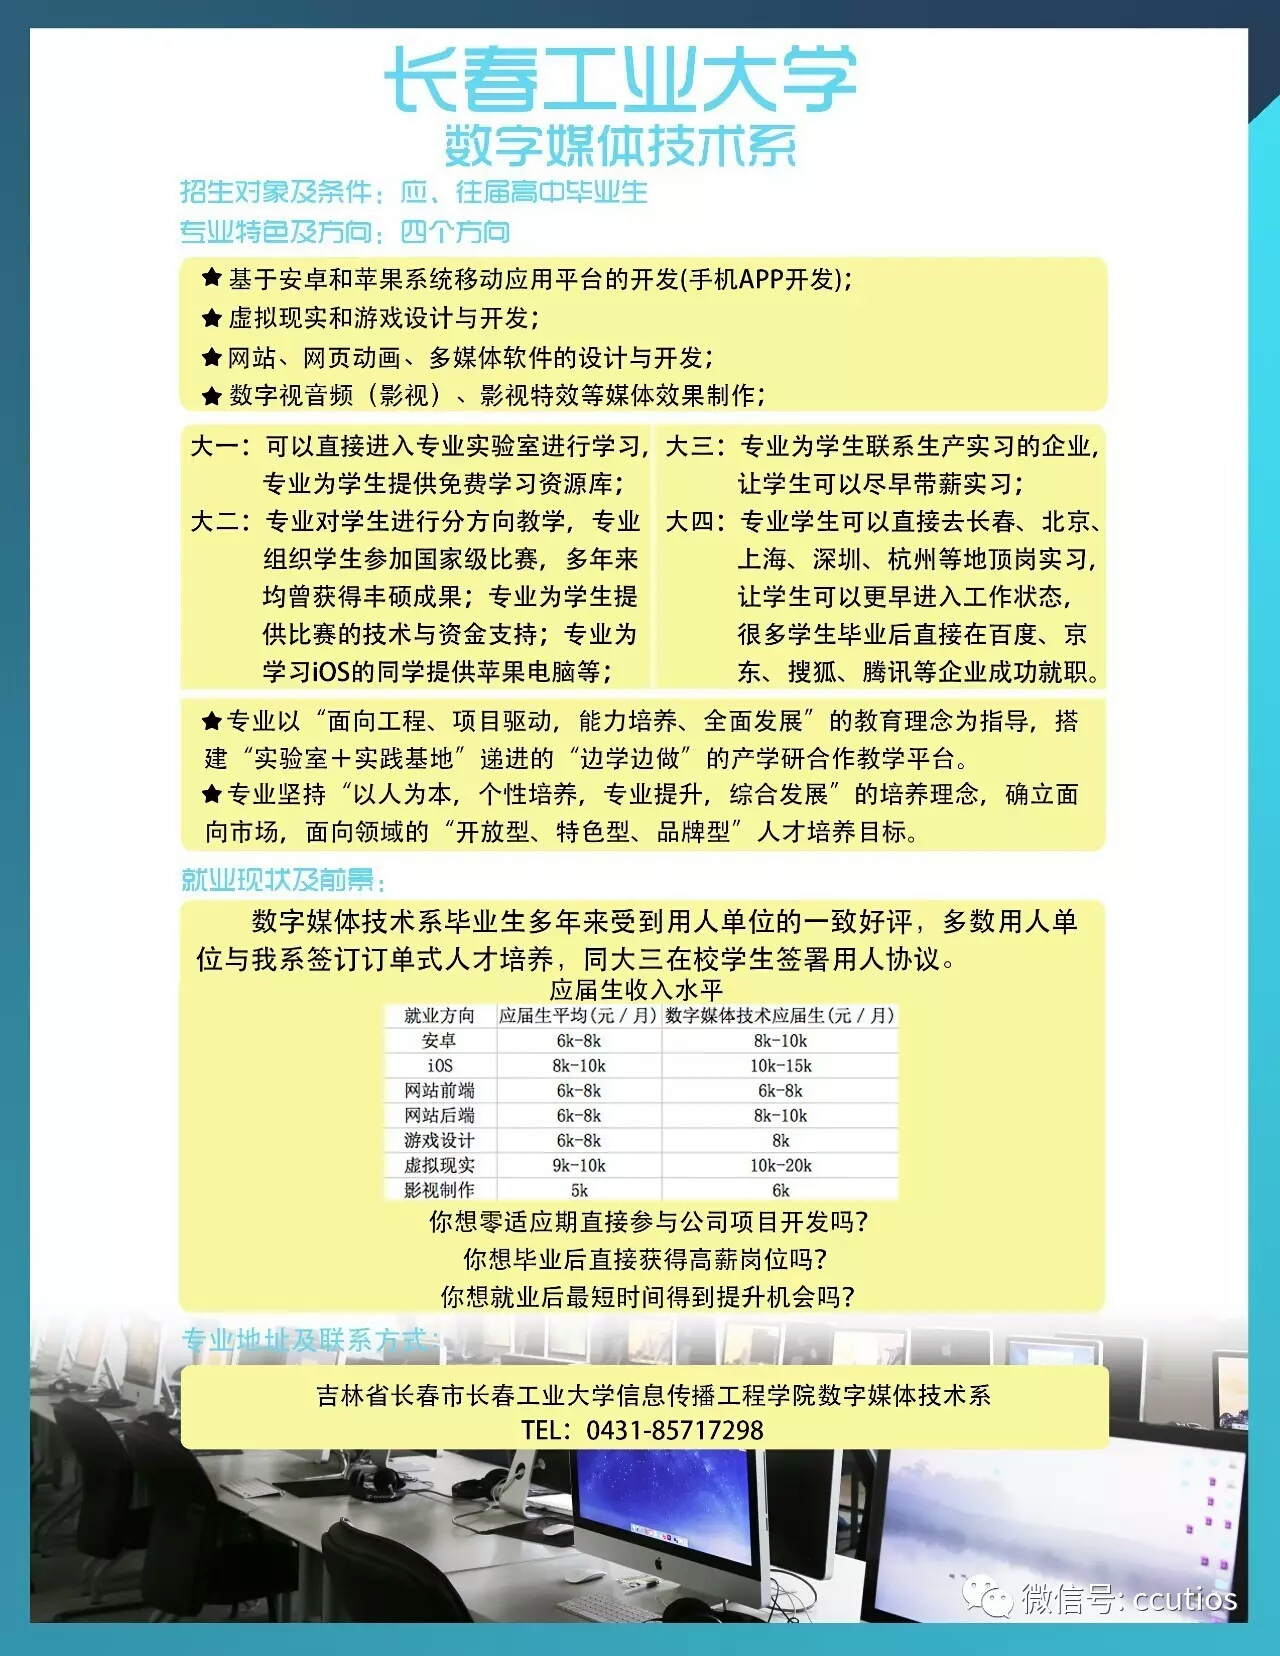 长春工业大学
数字媒体技术系
招生对象及条件：应、往届高中毕业生
专业特色及方向：四个方向
★基于安卓和苹果系统移动应用平台的开发(手机APP开发)；
★虚拟现实和游戏设计与开发；
★网站、网页动画、多媒体软件的设计与开发；
★数字视音频（影视）、影视特效等媒体效果制作；
大一：可以直接进入专业实验室进行学习，
专业为学生提供免费学习资源库；
大二：专业对学生进行分方向教学，专业
组织学生参加国家级比赛，多年来
均曾获得丰硕成果；专业为学生提
供比赛的技术与资金支持；专业为
学习iOS的同学提供苹果电脑等；
大三：专业为学生联系生产实习的企业，
让学生可以尽早带薪实习；
大四：专业学生可以直接去长春、北京、
上海、深圳、杭州等地顶岗实习，
让学生可以更早进入工作状态，
很多学生毕业后直接在百度、京
东、搜狐、腾讯等企业成功就职。
★专业以“面向工程、项目驱动，能力培养、全面发展”的教育理念为指导，搭
建“实验室＋实践基地”递进的“边学边做”的产学研合作教学平台。
★专业坚持“以人为本，个性培养，专业提升，综合发展”的培养理念，确立面
向市场，面向领域的“开放型、特色型、品牌型”人才培养目标。
就业现状及前景：
数字媒体技术系毕业生多年来受到用人单位的一致好评，多数用人单
位与我系签订订单式人才培养，同大三在校学生签署用人协议。
应届生收入水平
就业方向 应届生平均(元／月) 数字媒体技术应届生(元／月)
安卓 6k-8k 8k-10k
iOS 8k-10k 10k-15k
网站前端 6k-8k 6k-8k
网站后端 6k-8k 8k-10k
游戏设计 6k-8k 8k
虚拟现实 9k-10k 10k-20k
影视制作 5k 6k
你想零适应期直接参与公司项目开发吗？
你想毕业后直接获得高薪岗位吗？
你想就业后最短时间得到提升机会吗？
专业地址及联系方式：
吉林省长春市长春工业大学信息传播工程学院数字媒体技术系
TEL：0431-85717298
微信号: ccutios